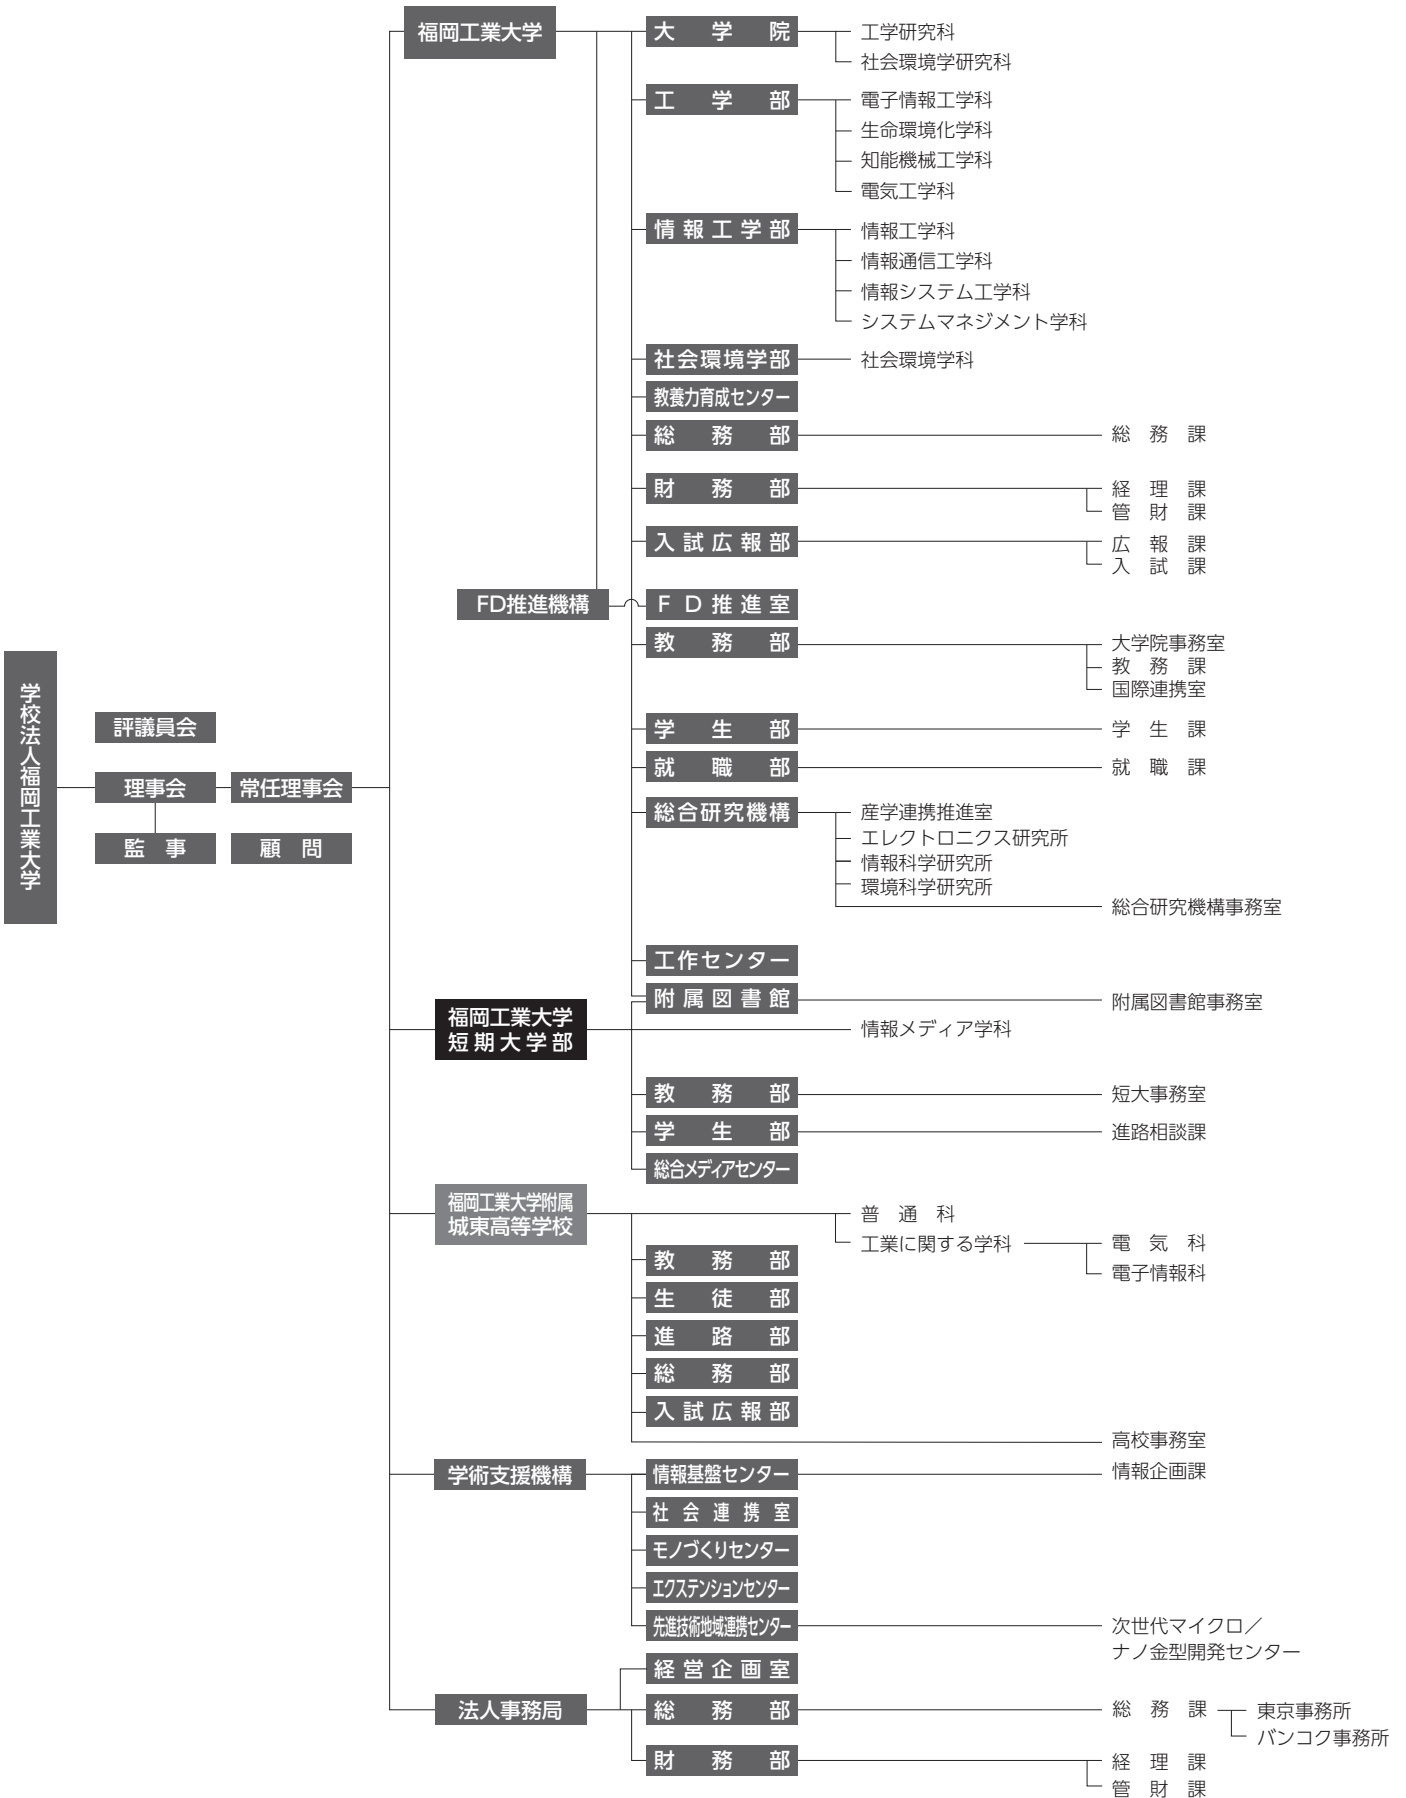 学校法人福岡工業大学
評議員会
理事会
常任理事会
監　事
顧　問
福岡工業大学
大　学　院
工学研究科
社会環境学研究科
工　学　部
電子情報工学科
生命環境化学科
知能機械工学科
電気工学科
情報工学部
情報工学科
情報通信工学科
情報システム工学科
システムマネジメント学科
社会環境学部
社会環境学科
教養力育成センター
総　務　部
総　務　課
財　務　部
経　理　課
管　財　課
入試広報部
広　報　課
入　試　課
FD推進機構
ＦＤ推進室
教　務　部
大学院事務室
教　務　課
国際連携室
学　生　部
学　生　課
就　職　部
就　職　課
総合研究機構
産学連携推進室
エレクトロニクス研究所
情報科学研究所
環境科学研究所
総合研究機構事務室
工作センター
附属図書館
附属図書館事務室
福岡工業大学
短期大学部
情報メディア学科
教　務　部
短大事務室
学　生　部
進路相談課
総合メディアセンター
福岡工業大学附属
城東高等学校
普　通　科
工業に関する学科
電　気　科
電子情報科
教　務　部
生　徒　部
進　路　部
総　務　部
入試広報部
高校事務室
学術支援機構
情報基盤センター
情報企画課
社会連携室
モノづくりセンター
エクステンションセンター
先進技術地域連携センター
次世代マイクロ／
ナノ金型開発センター
法人事務局
経営企画室
総　務　部
総　務　課
東京事務所
バンコク事務所
財　務　部
経　理　課
管　財　課